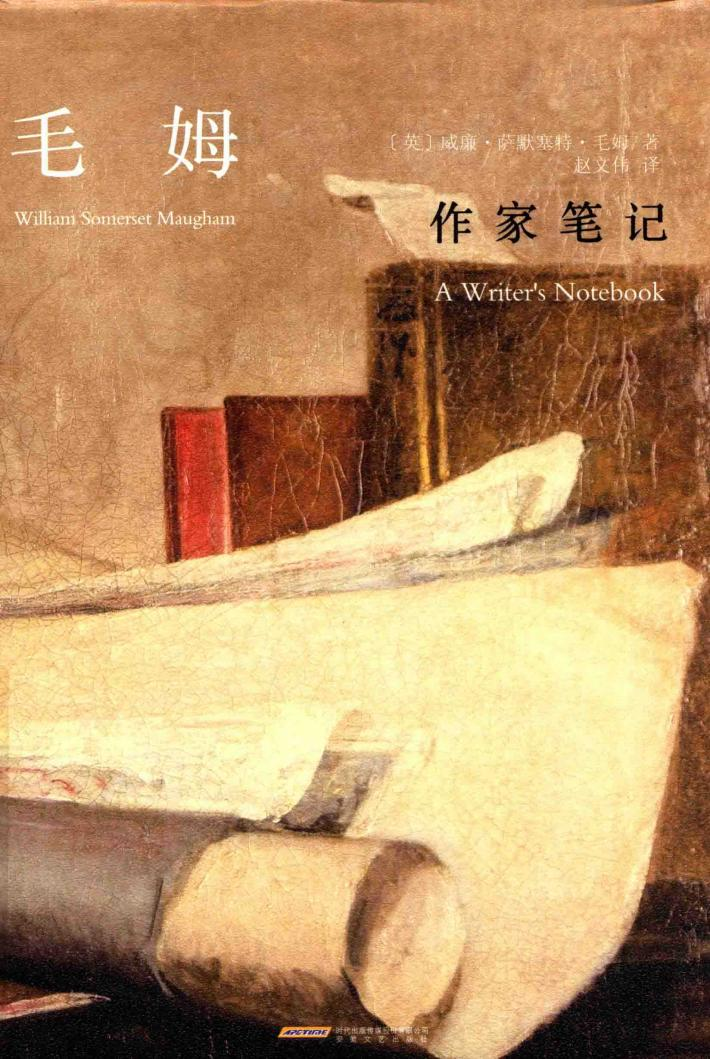 毛姆
William Somerset Maugham
〔英〕威廉·萨默塞特·毛姆 著
赵文伟 译
作家笔记
A Writer's Notebook
ARCTIME 时代出版传媒股份有限公司
安徽文艺出版社